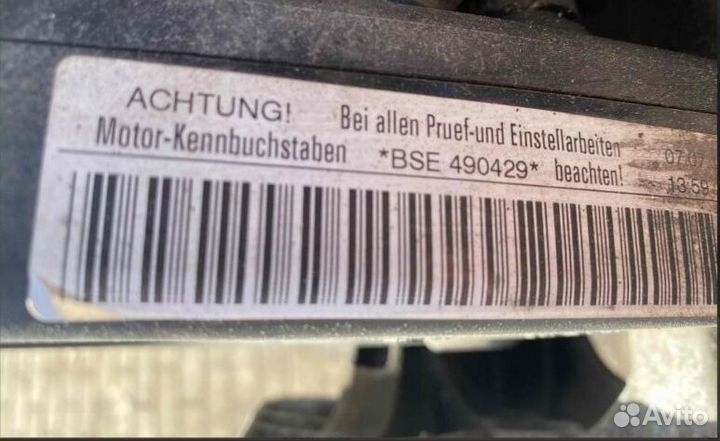 ACHTUNG! Bei allen Pruef-und Einstellarbeiten 07.07
Motor-Kennbuchstaben *BSE 490429* beachten! 13:59
Avito